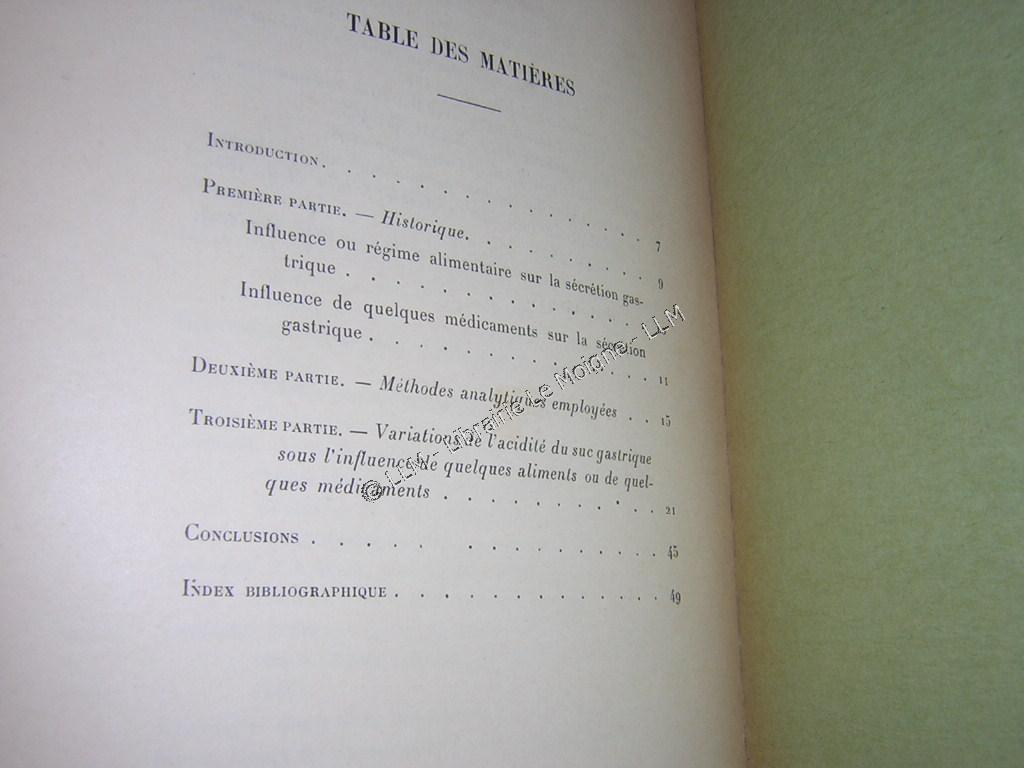 TABLE DES MATIÈRES
INTRODUCTION. . . . . . . . . . . . . . 7
PREMIÈRE PARTIE. — Historique. . . . . . . . . . 9
Influence ou régime alimentaire sur la sécrétion gas-
trique . . . . . . . . . . . .
Influence de quelques médicaments sur la sécrétion
gastrique . . . . . . . . . . . . 11
DEUXIÈME PARTIE. — Méthodes analytiques employées . . 15
TROISIÈME PARTIE. — Variations de l'acidité du suc gastrique
sous l'influence de quelques aliments ou de quel-
ques médicaments . . . . . . . . . . 21
CONCLUSIONS . . . . . . . . . . . . . 45
INDEX BIBLIOGRAPHIQUE . . . . . . . . . . . . 49
@ LLM - Librairie Le Moigne - LLM